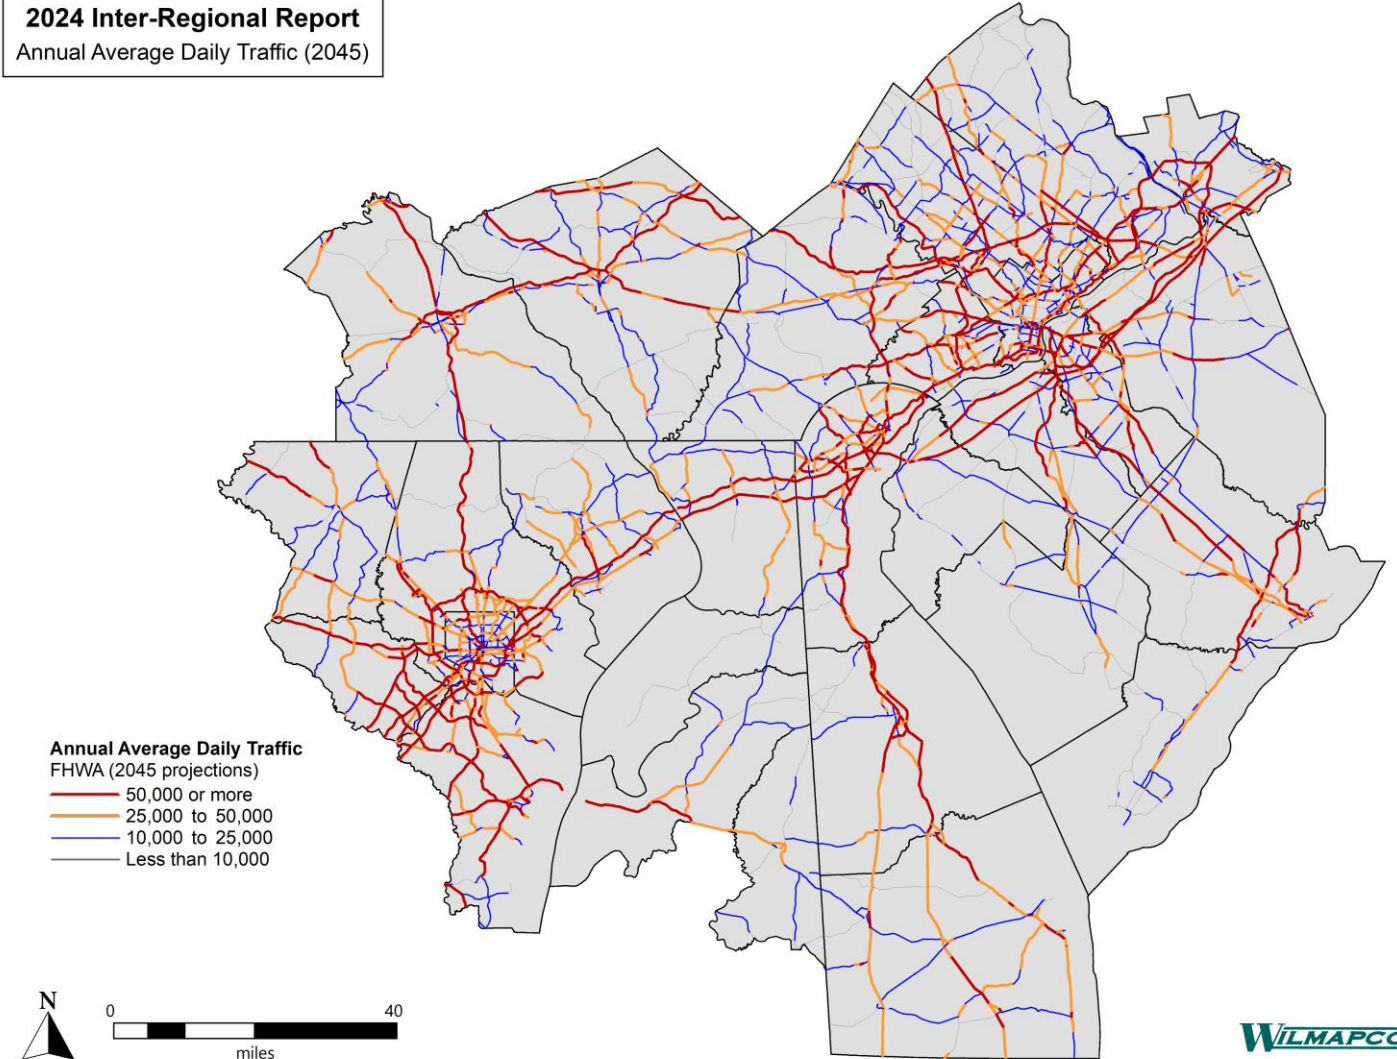 2024 Inter-Regional Report
Annual Average Daily Traffic (2045)
Annual Average Daily Traffic
FHWA (2045 projections)
50,000 or more
25,000 to 50,000
10,000 to 25,000
Less than 10,000
N
0 40
miles
WILMAPCO